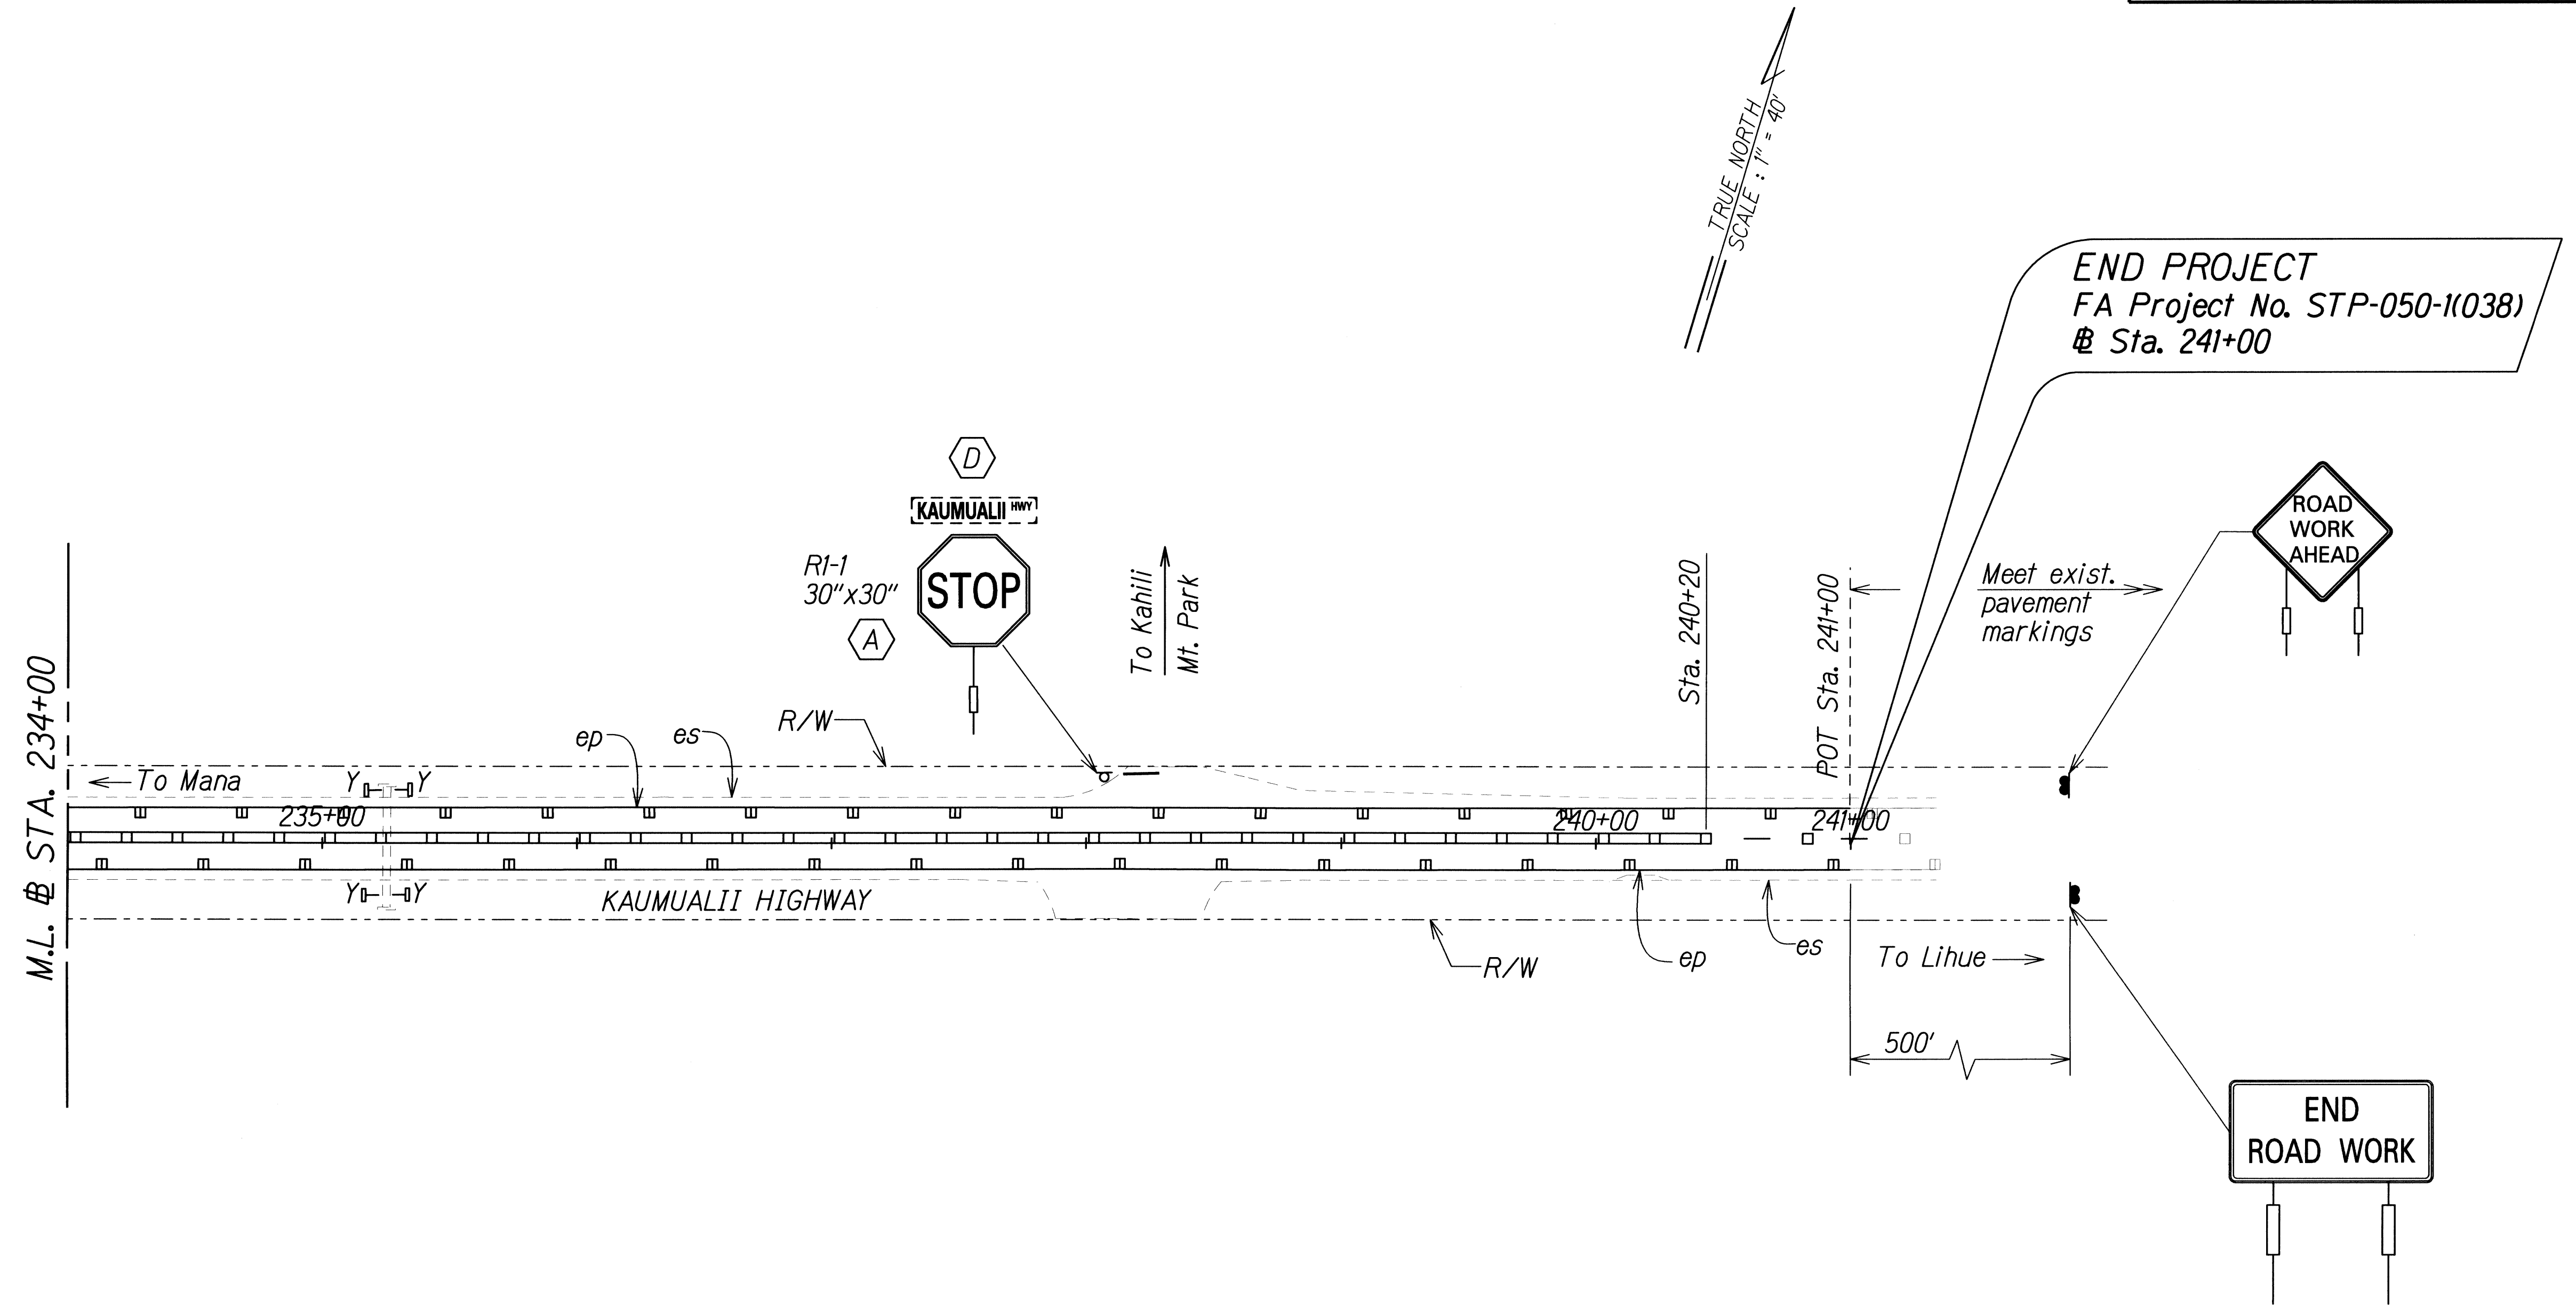 TRUE NORTH
SCALE : 1" = 40'
END PROJECT
FA Project No. STP-050-1(038)
BL Sta. 241+00
D
KAUMUALII HWY
R1-1
30"x30"
STOP
A
To Kahili
Mt. Park
Sta. 240+20
POT Sta. 241+00
Meet exist.
pavement
markings
ROAD
WORK
AHEAD
M.L. BL STA. 234+00
R/W
ep
es
To Mana
Y Y
235+00
240+00
241+00
Y Y
KAUMUALII HIGHWAY
R/W
ep
es
To Lihue
500'
END
ROAD WORK